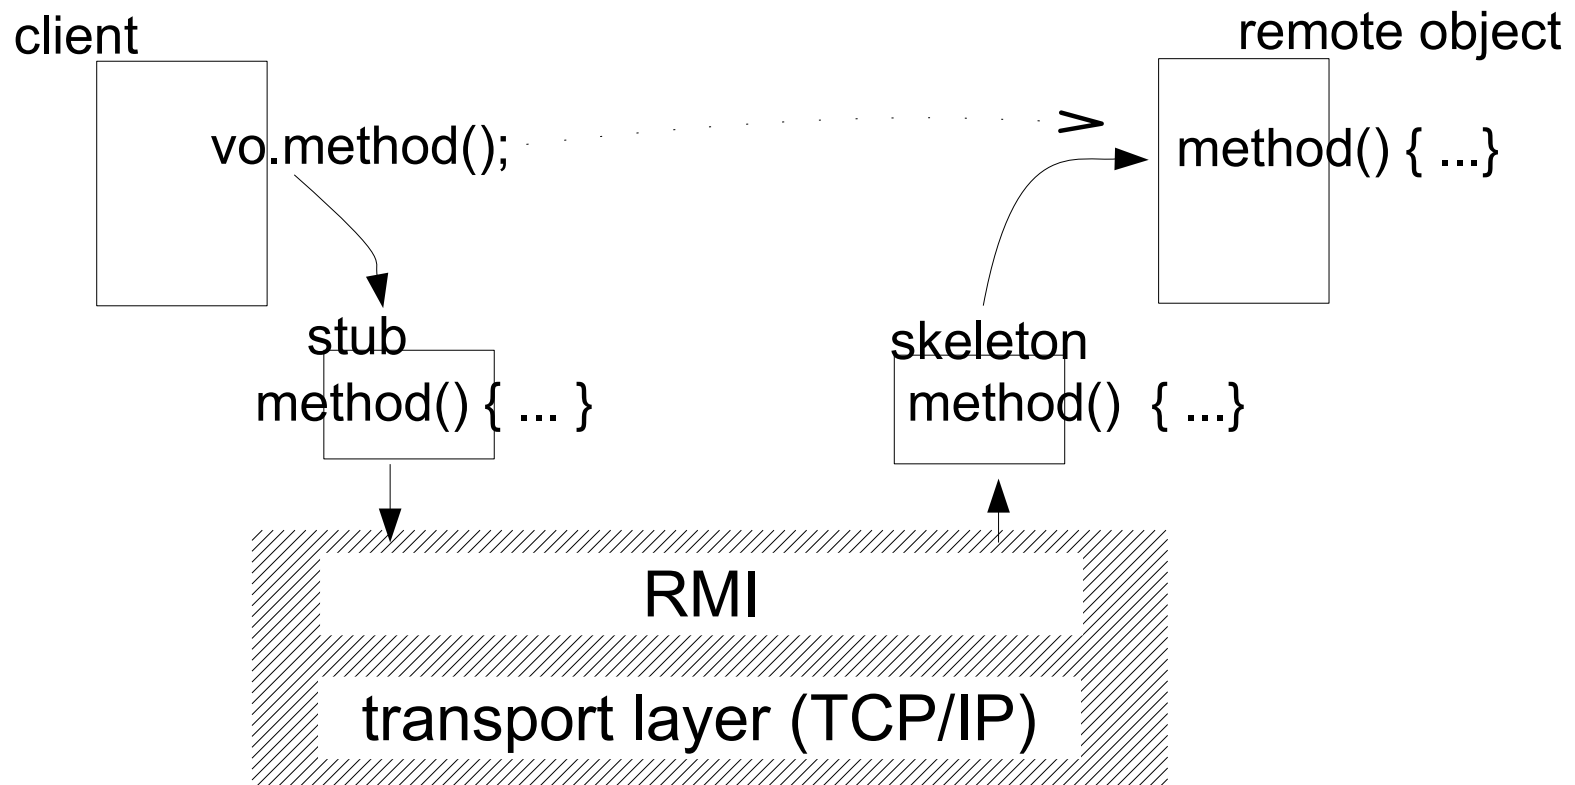 client
remote object
vo.method();
method() { ...}
stub
method() { ... }
skeleton
method() { ...}
RMI
transport layer (TCP/IP)